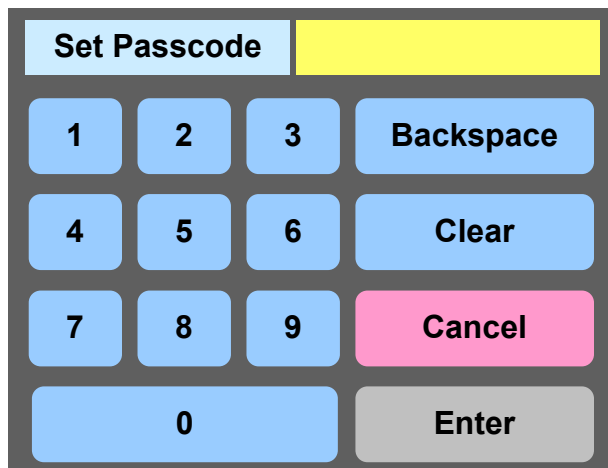 Set Passcode
1 2 3 Backspace
4 5 6 Clear
7 8 9 Cancel
0 Enter